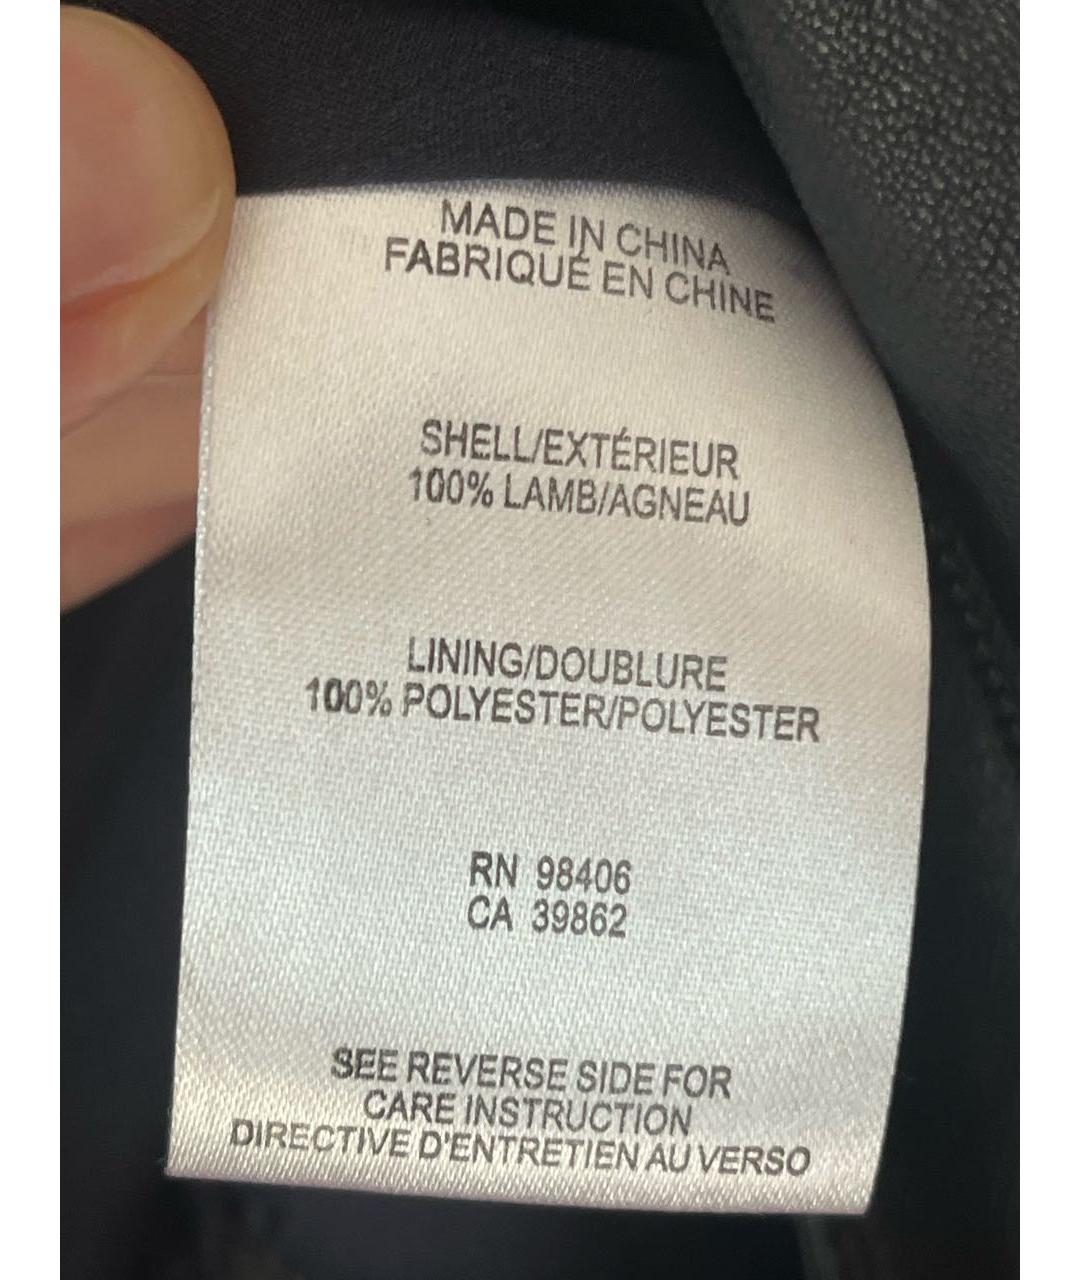 MADE IN CHINA
FABRIQUÉ EN CHINE
SHELL/EXTÉRIEUR
100% LAMB/AGNEAU
LINING/DOUBLURE
100% POLYESTER/POLYESTER
RN 98406
CA 39862
SEE REVERSE SIDE FOR
CARE INSTRUCTION
DIRECTIVE D'ENTRETIEN AU VERSO